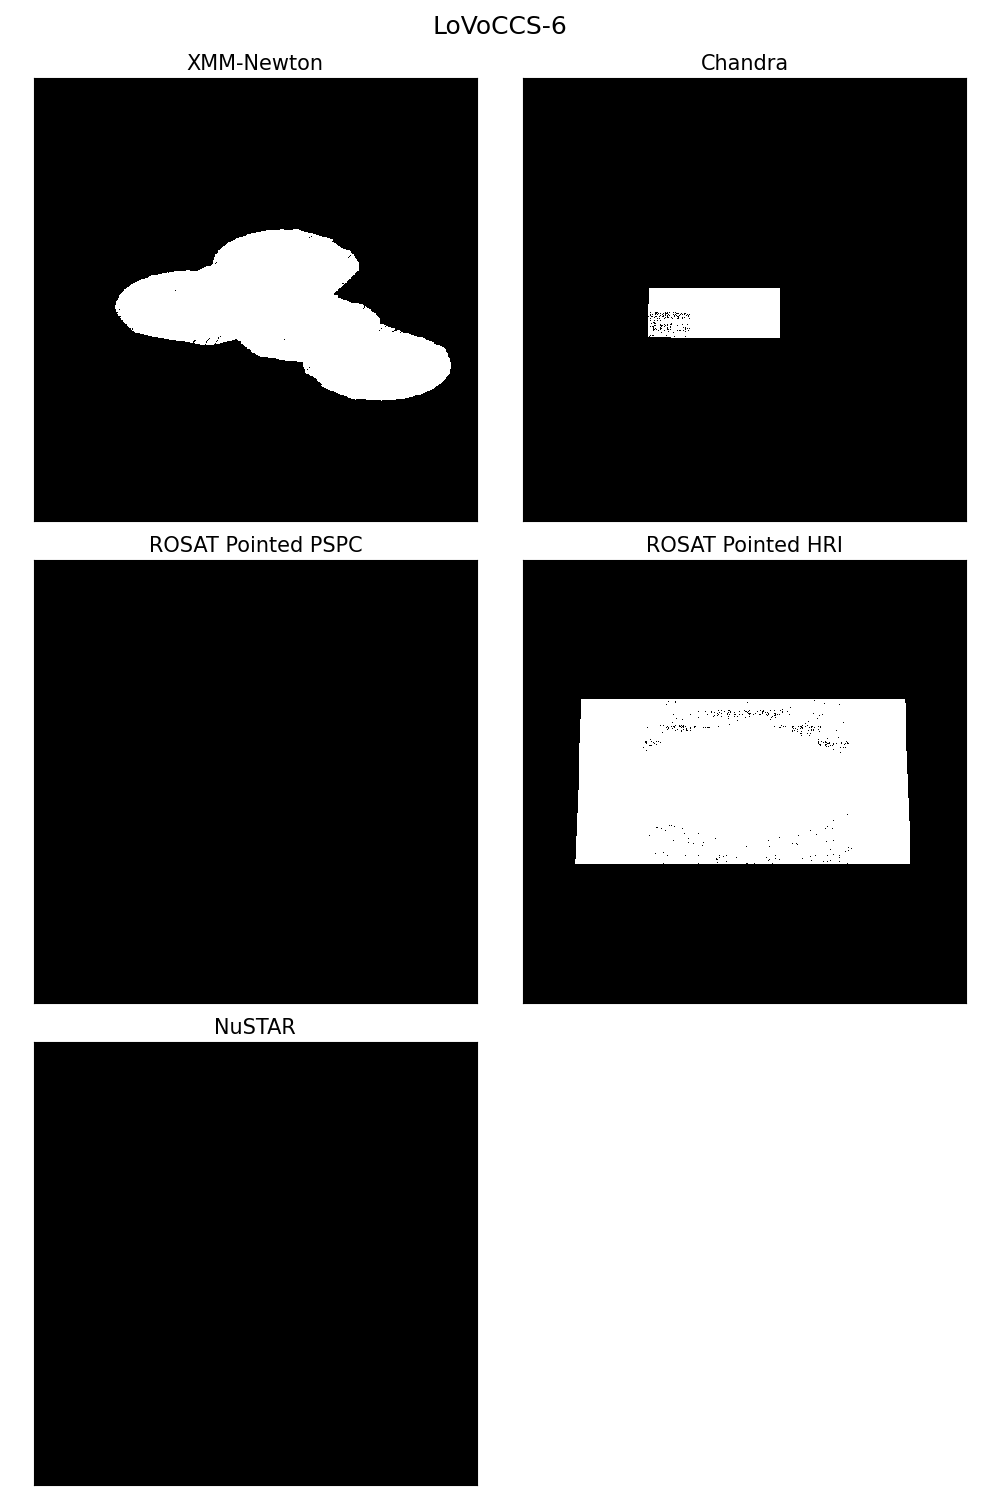 LoVoCCS-6
XMM-Newton
Chandra
ROSAT Pointed PSPC
ROSAT Pointed HRI
NuSTAR